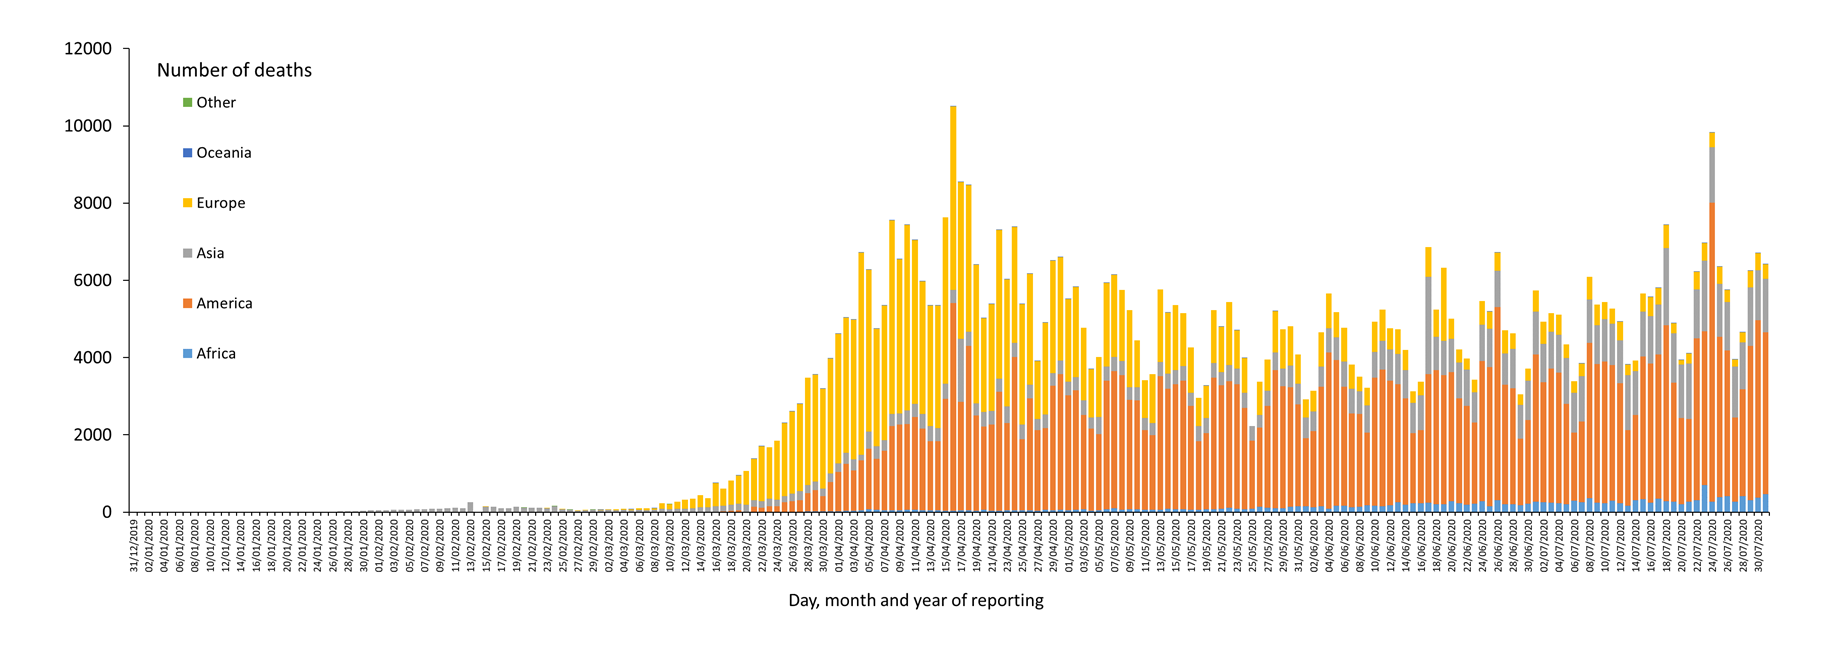 12000
Number of deaths
Other
10000
Oceania
8000
Europe
Asia
6000
America
4000
Africa
2000
0
31/12/2019 02/01/2020 04/01/2020 06/01/2020 08/01/2020 10/01/2020 12/01/2020 14/01/2020 16/01/2020 18/01/2020 20/01/2020 22/01/2020 24/01/2020 26/01/2020 28/01/2020 30/01/2020 01/02/2020 03/02/2020 05/02/2020 07/02/2020 09/02/2020 11/02/2020 13/02/2020 15/02/2020 17/02/2020 19/02/2020 21/02/2020 23/02/2020 25/02/2020 27/02/2020 29/02/2020 02/03/2020 04/03/2020 06/03/2020 08/03/2020 10/03/2020 12/03/2020 14/03/2020 16/03/2020 18/03/2020 20/03/2020 22/03/2020 24/03/2020 26/03/2020 28/03/2020 30/03/2020 01/04/2020 03/04/2020 05/04/2020 07/04/2020 09/04/2020 11/04/2020 13/04/2020 15/04/2020 17/04/2020 19/04/2020 21/04/2020 23/04/2020 25/04/2020 27/04/2020 29/04/2020 01/05/2020 03/05/2020 05/05/2020 07/05/2020 09/05/2020 11/05/2020 13/05/2020 15/05/2020 17/05/2020 19/05/2020 21/05/2020 23/05/2020 25/05/2020 27/05/2020 29/05/2020 31/05/2020 02/06/2020 04/06/2020 06/06/2020 08/06/2020 10/06/2020 12/06/2020 14/06/2020 16/06/2020 18/06/2020 20/06/2020 22/06/2020 24/06/2020 26/06/2020 28/06/2020 30/06/2020 02/07/2020 04/07/2020 06/07/2020 08/07/2020 10/07/2020 12/07/2020 14/07/2020 16/07/2020 18/07/2020 20/07/2020 22/07/2020 24/07/2020 26/07/2020 28/07/2020 30/07/2020
Day, month and year of reporting